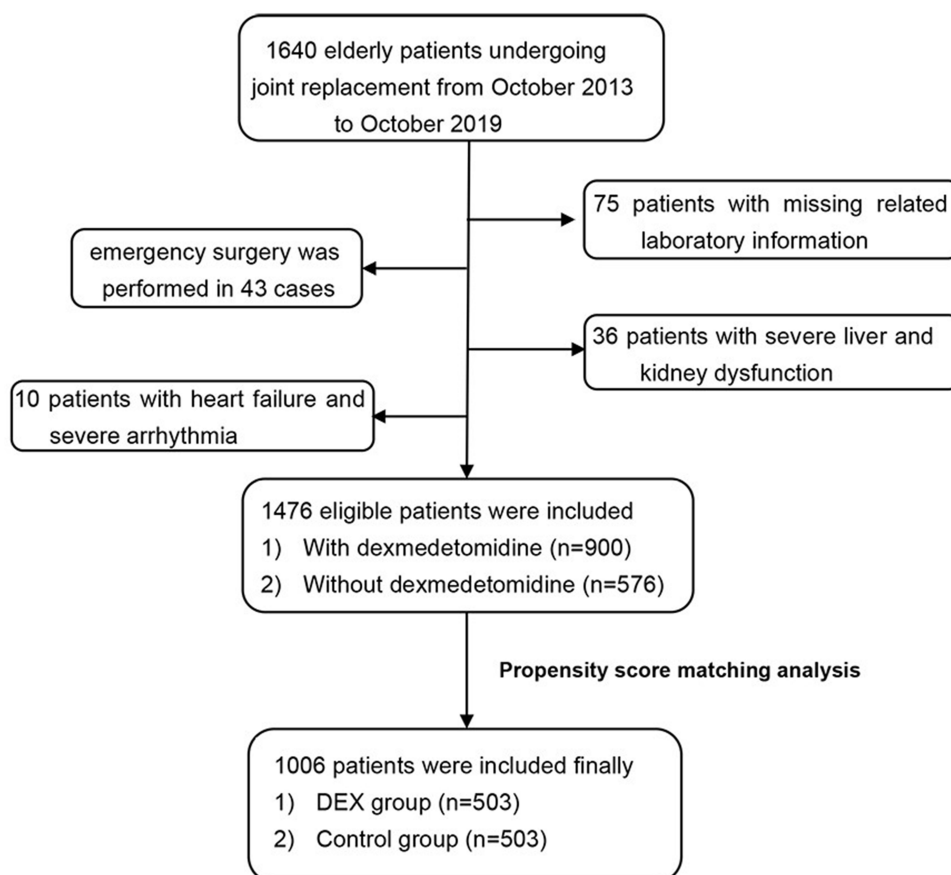 1640 elderly patients undergoing
joint replacement from October 2013
to October 2019
75 patients with missing related
laboratory information
emergency surgery was
performed in 43 cases
36 patients with severe liver and
kidney dysfunction
10 patients with heart failure and
severe arrhythmia
1476 eligible patients were included
1) With dexmedetomidine (n=900)
2) Without dexmedetomidine (n=576)
Propensity score matching analysis
1006 patients were included finally
1) DEX group (n=503)
2) Control group (n=503)